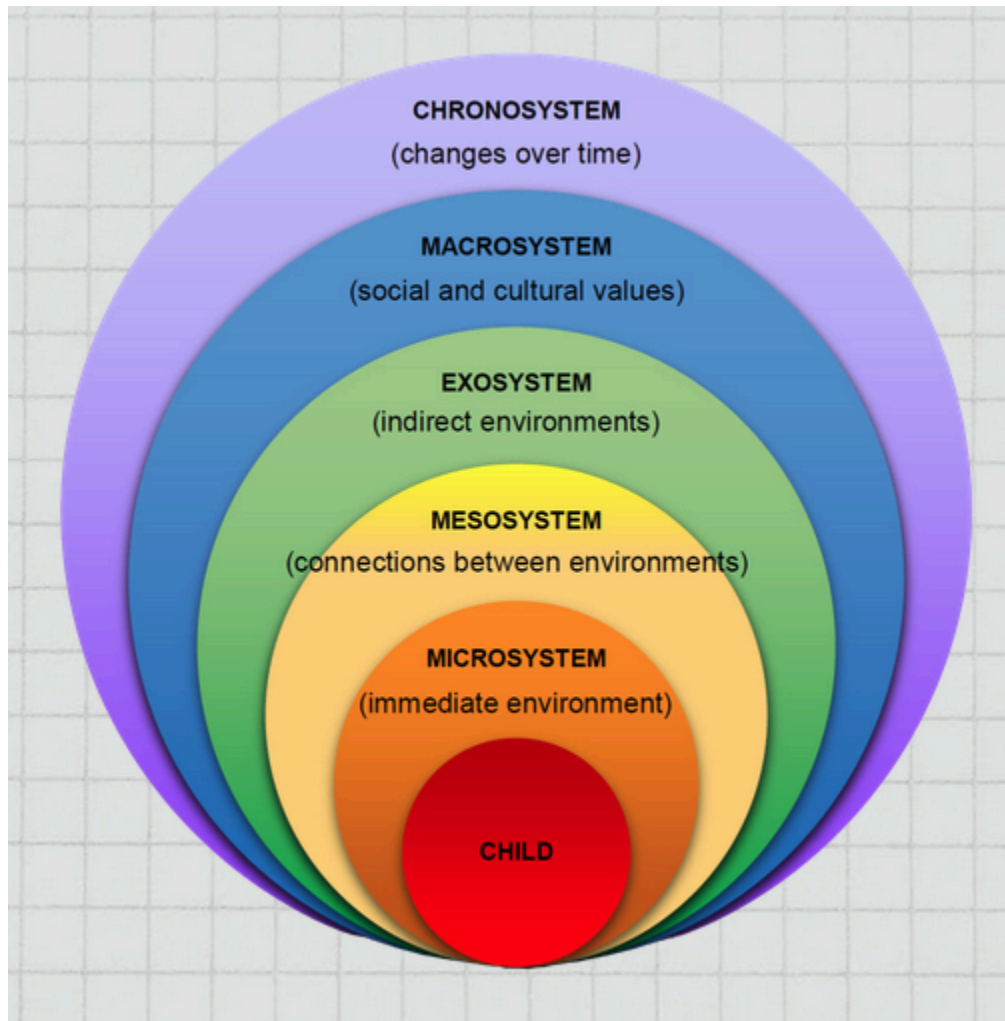 CHRONOSYSTEM
(changes over time)
MACROSYSTEM
(social and cultural values)
EXOSYSTEM
(indirect environments)
MESOSYSTEM
(connections between environments)
MICROSYSTEM
(immediate environment)
CHILD